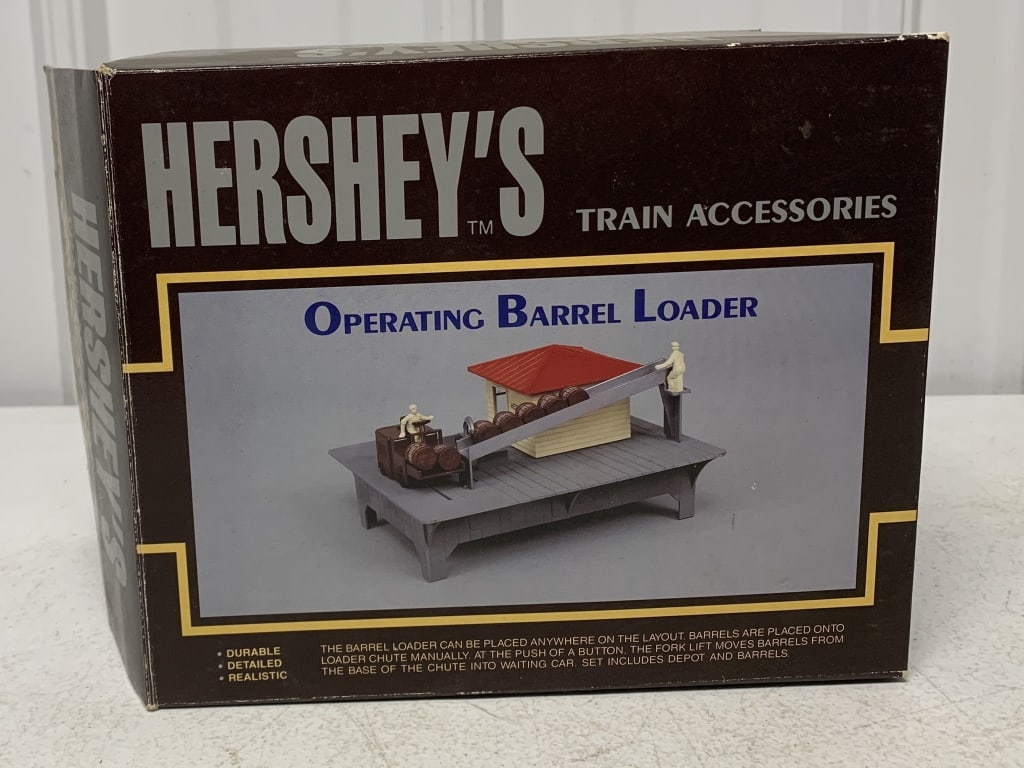 HERSHEY'S
HERSHEY'S
HERSHEY'S™
TRAIN ACCESSORIES
OPERATING BARREL LOADER
• DURABLE
• DETAILED
• REALISTIC
THE BARREL LOADER CAN BE PLACED ANYWHERE ON THE LAYOUT. BARRELS ARE PLACED ONTO
LOADER CHUTE MANUALLY. AT THE PUSH OF A BUTTON, THE FORK LIFT MOVES BARRELS FROM
THE BASE OF THE CHUTE INTO WAITING CAR. SET INCLUDES DEPOT AND BARRELS.